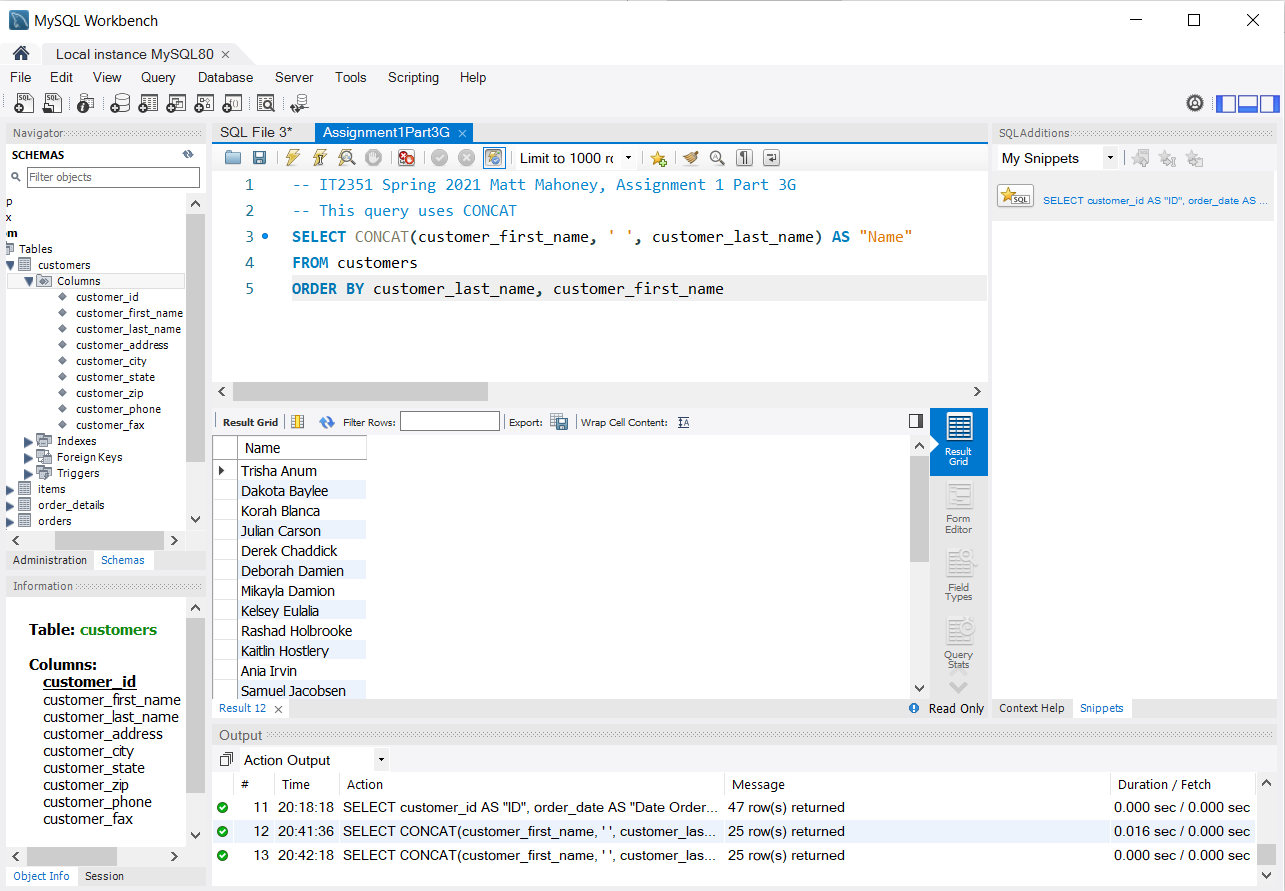 MySQL Workbench
Local instance MySQL80
File Edit View Query Database Server Tools Scripting Help
Navigator
SCHEMAS
Filter objects
p
x
m
Tables
customers
Columns
customer_id
customer_first_name
customer_last_name
customer_address
customer_city
customer_state
customer_zip
customer_phone
customer_fax
Indexes
Foreign Keys
Triggers
items
order_details
orders
Administration Schemas
Information
Table: customers
Columns:
customer_id
customer_first_name
customer_last_name
customer_address
customer_city
customer_state
customer_zip
customer_phone
customer_fax
Object Info Session
SQL File 3* Assignment1Part3G
Limit to 1000 r
1 -- IT2351 Spring 2021 Matt Mahoney, Assignment 1 Part 3G
2 -- This query uses CONCAT
3 SELECT CONCAT(customer_first_name, ' ', customer_last_name) AS "Name"
4 FROM customers
5 ORDER BY customer_last_name, customer_first_name
Result Grid Filter Rows: Export: Wrap Cell Content:
Name
Trisha Anum
Dakota Baylee
Korah Blanca
Julian Carson
Derek Chaddick
Deborah Damien
Mikayla Damion
Kelsey Eulalia
Rashad Holbrooke
Kaitlin Hostlery
Ania Irvin
Samuel Jacobsen
Result Grid
Form Editor
Field Types
Query Stats
Result 12 Read Only
SQLAdditions
My Snippets
SQL
SELECT customer_id AS "ID", order_date AS ...
Context Help Snippets
Output
Action Output
# Time Action Message Duration / Fetch
11 20:18:18 SELECT customer_id AS "ID", order_date AS "Date Order... 47 row(s) returned 0.000 sec / 0.000 sec
12 20:41:36 SELECT CONCAT(customer_first_name, ' ', customer_las... 25 row(s) returned 0.016 sec / 0.000 sec
13 20:42:18 SELECT CONCAT(customer_first_name, ' ', customer_las... 25 row(s) returned 0.000 sec / 0.000 sec